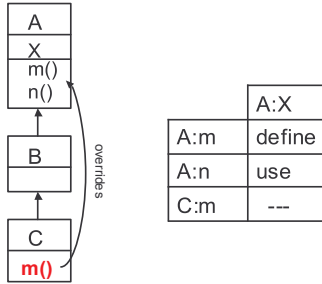 A
X
m()
n()
B
C
m()
overrides
A:X
A:m define
A:n use
C:m ---